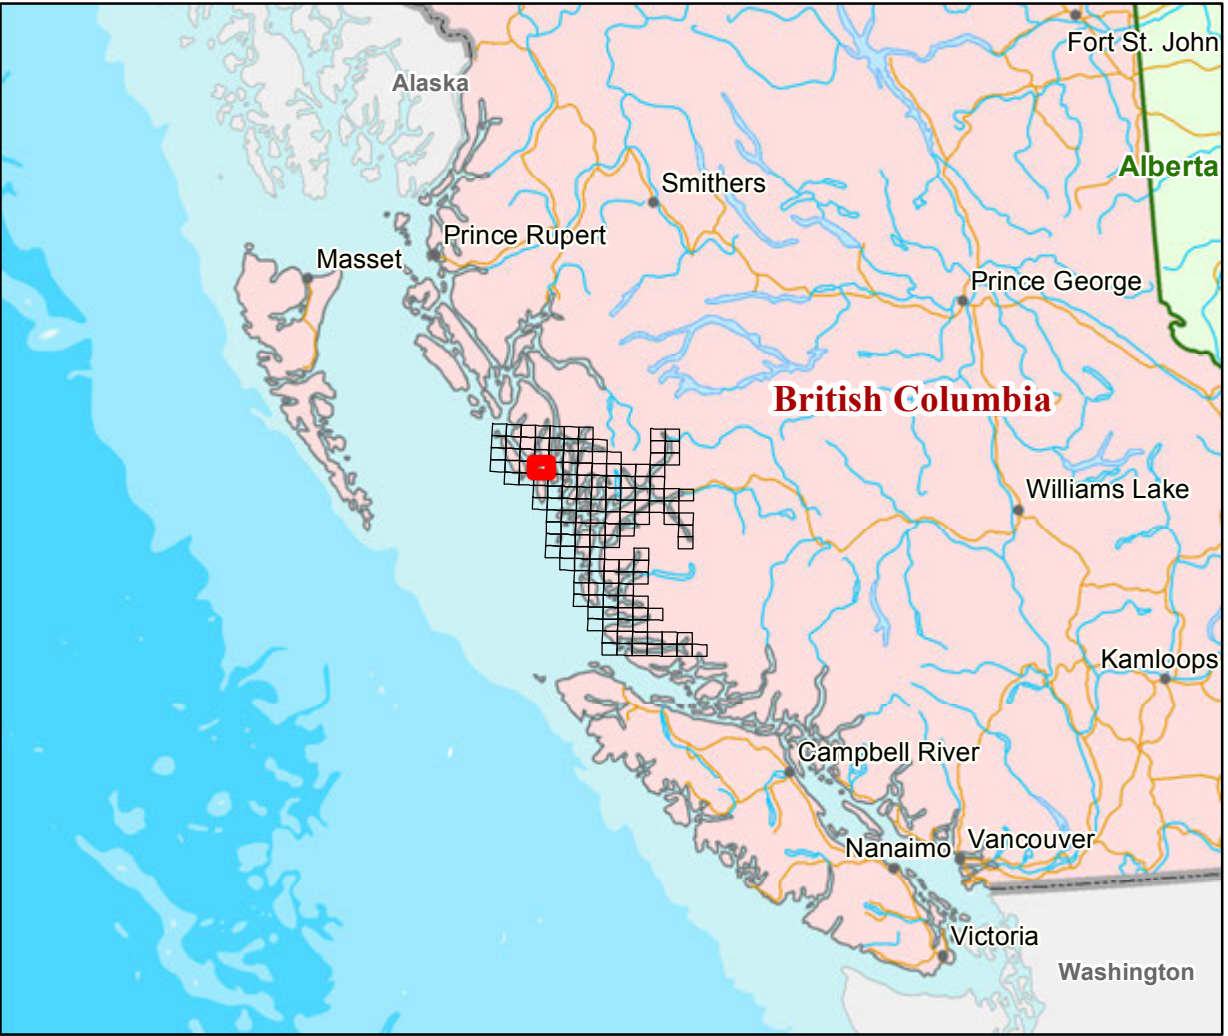 Fort St. John
Alaska
Alberta
Smithers
Prince Rupert
Masset
Prince George
British Columbia
Williams Lake
Kamloops
Campbell River
Vancouver
Nanaimo
Victoria
Washington